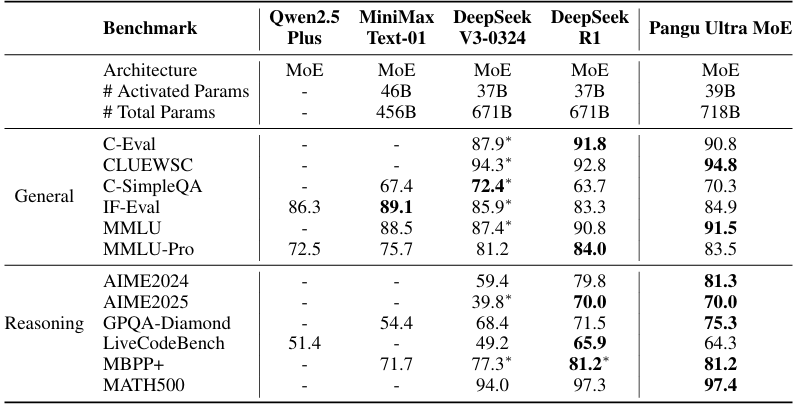 Benchmark Qwen2.5 Plus MiniMax Text-01 DeepSeek V3-0324 DeepSeek R1 Pangu Ultra MoE
Architecture MoE MoE MoE MoE MoE
# Activated Params - 46B 37B 37B 39B
# Total Params - 456B 671B 671B 718B
General
C-Eval - - 87.9* 91.8 90.8
CLUEWSC - - 94.3* 92.8 94.8
C-SimpleQA - 67.4 72.4* 63.7 70.3
IF-Eval 86.3 89.1 85.9* 83.3 84.9
MMLU - 88.5 87.4* 90.8 91.5
MMLU-Pro 72.5 75.7 81.2 84.0 83.5
Reasoning
AIME2024 - - 59.4 79.8 81.3
AIME2025 - - 39.8* 70.0 70.0
GPQA-Diamond - 54.4 68.4 71.5 75.3
LiveCodeBench 51.4 - 49.2 65.9 64.3
MBPP+ - 71.7 77.3* 81.2* 81.2
MATH500 - - 94.0 97.3 97.4